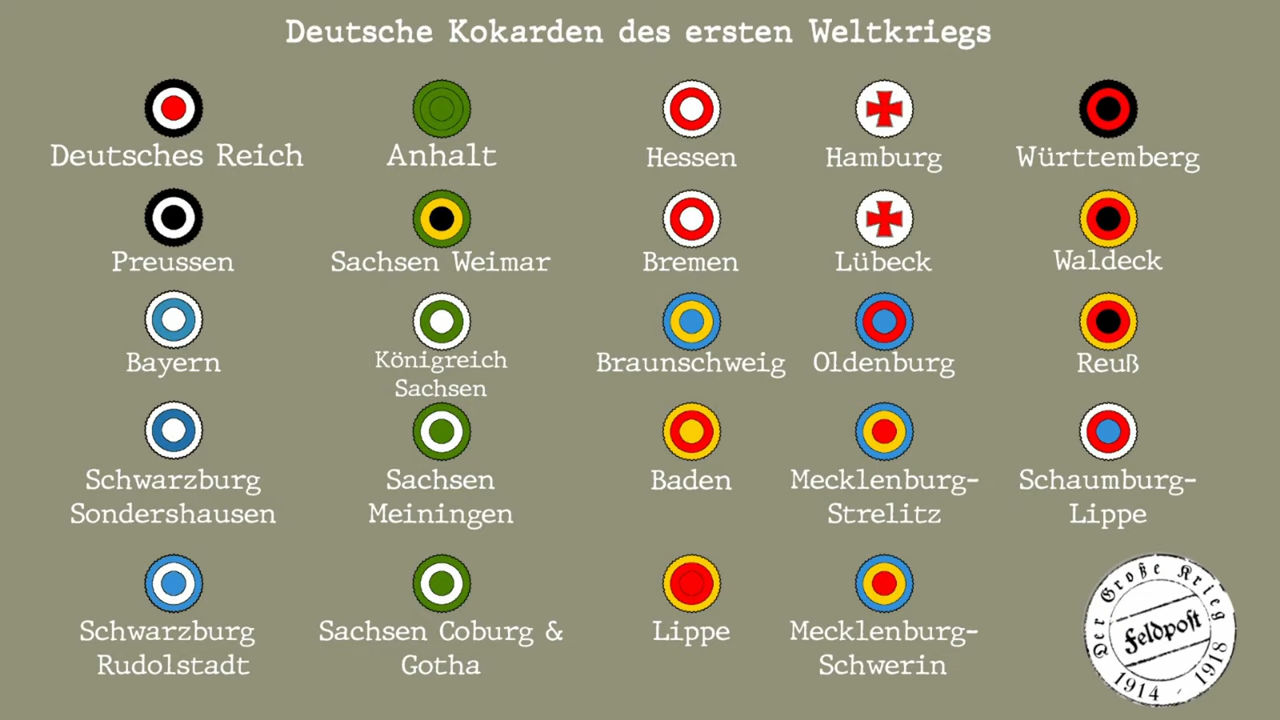 Deutsche Kokarden des ersten Weltkriegs
Deutsches Reich
Anhalt
Hessen
Hamburg
Württemberg
Preussen
Sachsen Weimar
Bremen
Lübeck
Waldeck
Bayern
Königreich
Sachsen
Braunschweig
Oldenburg
Reuß
Schwarzburg
Sondershausen
Sachsen
Meiningen
Baden
Mecklenburg-
Strelitz
Schaumburg-
Lippe
Schwarzburg
Rudolstadt
Sachsen Coburg &
Gotha
Lippe
Mecklenburg-
Schwerin
Der Große Krieg
Feldpost
1914 - 1918